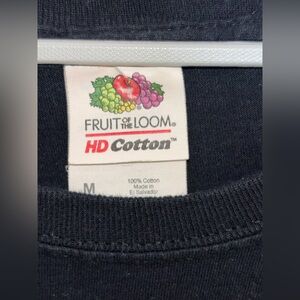 FRUIT OF THE LOOM®
HD Cotton™
M
100% Cotton
Made in
El Salvador